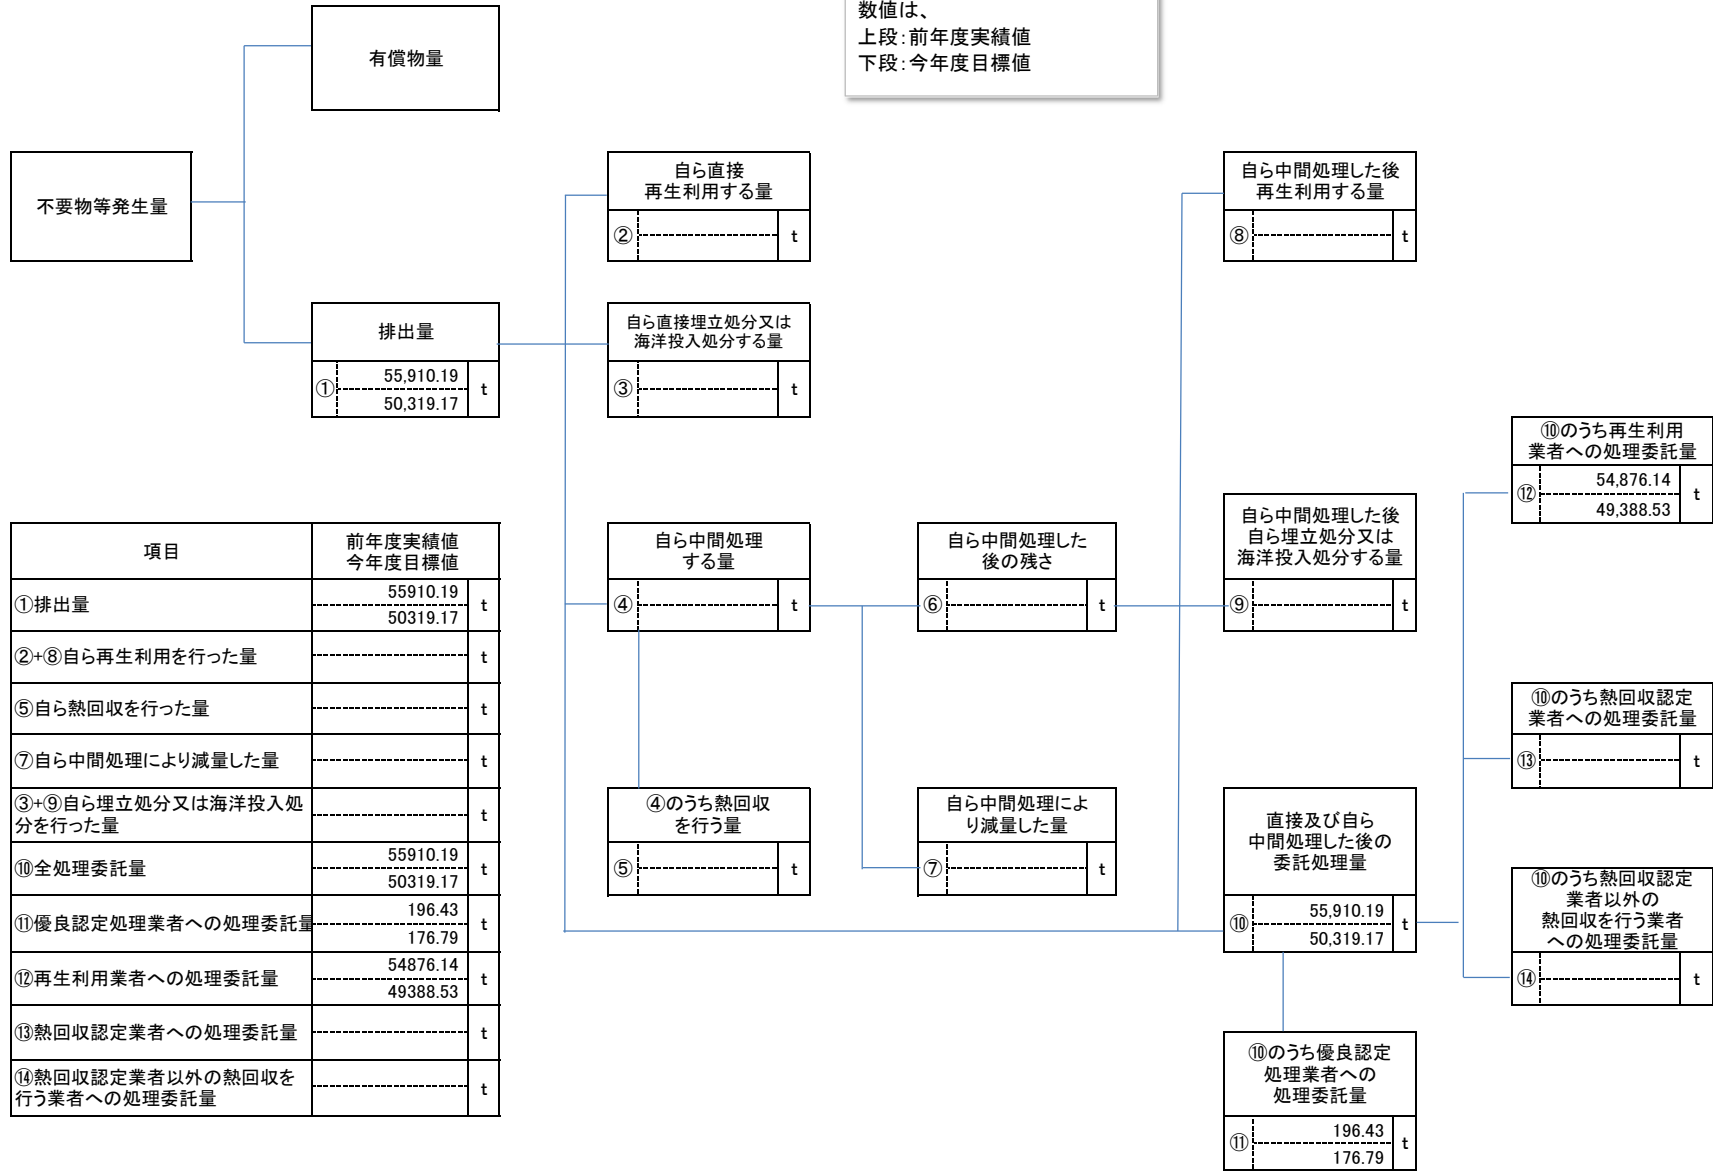 数値は、
上段:前年度実績値
下段:今年度目標値
有償物量
不要物等発生量
自ら直接
再生利用する量
② t
自ら中間処理した後
再生利用する量
⑧ t
排出量
① 55,910.19 t
50,319.17
自ら直接埋立処分又は
海洋投入処分する量
③ t
⑩のうち再生利用
業者への処理委託量
⑫ 54,876.14 t
49,388.53
自ら中間処理
する量
④ t
自ら中間処理した
後の残さ
⑥ t
自ら中間処理した後
自ら埋立処分又は
海洋投入処分する量
⑨ t
⑩のうち熱回収認定
業者への処理委託量
⑬ t
④のうち熱回収
を行う量
⑤ t
自ら中間処理によ
り減量した量
⑦ t
直接及び自ら
中間処理した後の
委託処理量
⑩ 55,910.19 t
50,319.17
⑩のうち熱回収認定
業者以外の
熱回収を行う業者
への処理委託量
⑭ t
⑩のうち優良認定
処理業者への
処理委託量
⑪ 196.43 t
176.79
項目 前年度実績値
今年度目標値
①排出量 55910.19 t
50319.17
②+⑧自ら再生利用を行った量 t
⑤自ら熱回収を行った量 t
⑦自ら中間処理により減量した量 t
③+⑨自ら埋立処分又は海洋投入処
分を行った量 t
⑩全処理委託量 55910.19 t
50319.17
⑪優良認定処理業者への処理委託量 196.43 t
176.79
⑫再生利用業者への処理委託量 54876.14 t
49388.53
⑬熱回収認定業者への処理委託量 t
⑭熱回収認定業者以外の熱回収を
行う業者への処理委託量 t